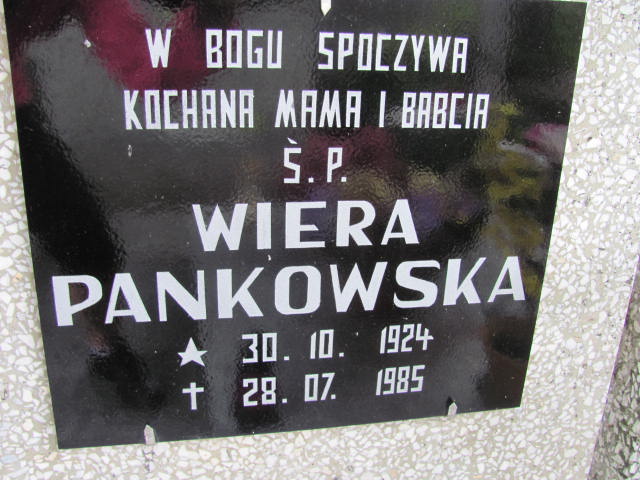 W BOGU SPOCZYWA
KOCHANA MAMA I BABCIA
Ś.P.
WIERA
PANKOWSKA
★ 30. 10. 1924
✝ 28. 07. 1985